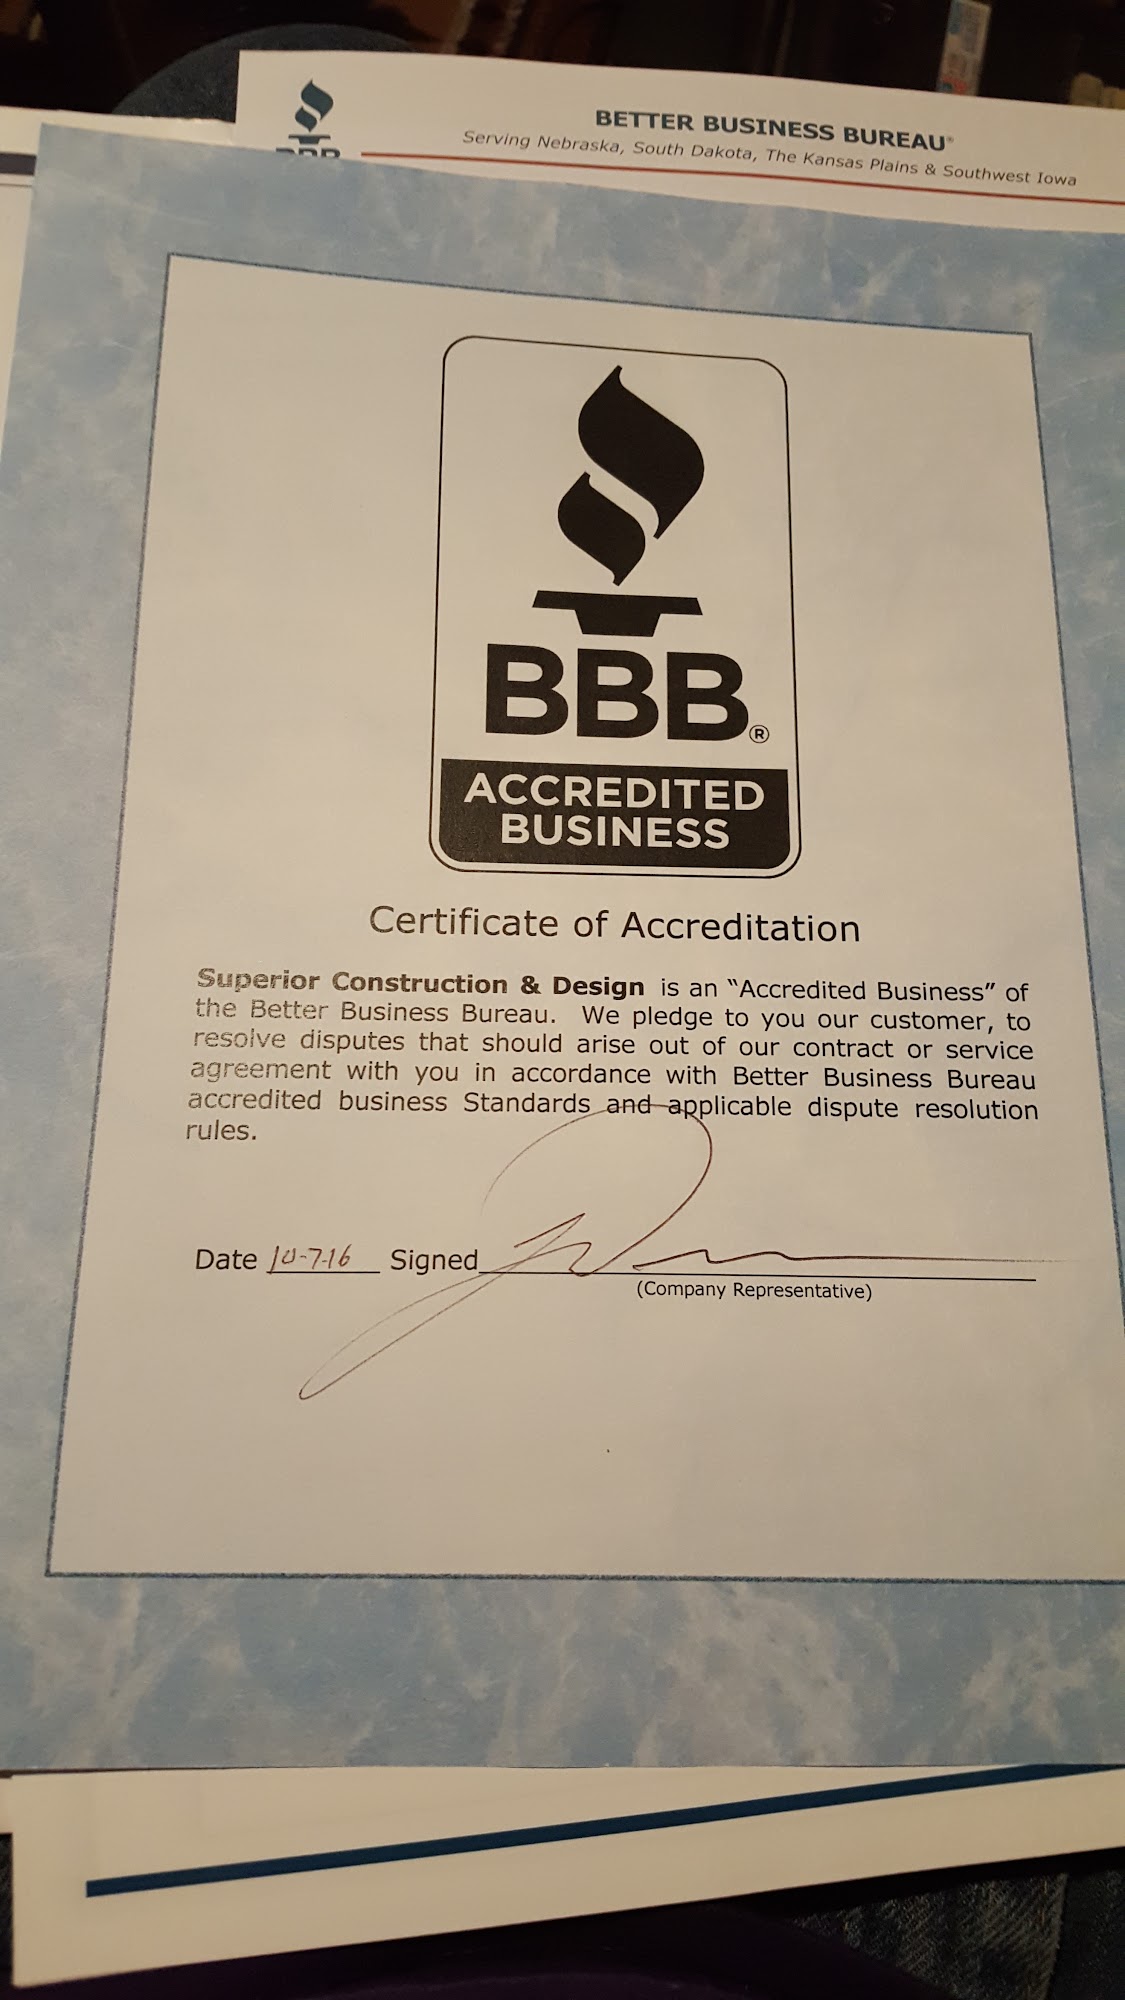 BETTER BUSINESS BUREAU®
Serving Nebraska, South Dakota, The Kansas Plains & Southwest Iowa
BBB
BBB®
ACCREDITED
BUSINESS
Certificate of Accreditation
Superior Construction & Design is an “Accredited Business” of
the Better Business Bureau. We pledge to you our customer, to
resolve disputes that should arise out of our contract or service
agreement with you in accordance with Better Business Bureau
accredited business Standards and applicable dispute resolution
rules.
Date 10-7-16 Signed
(Company Representative)